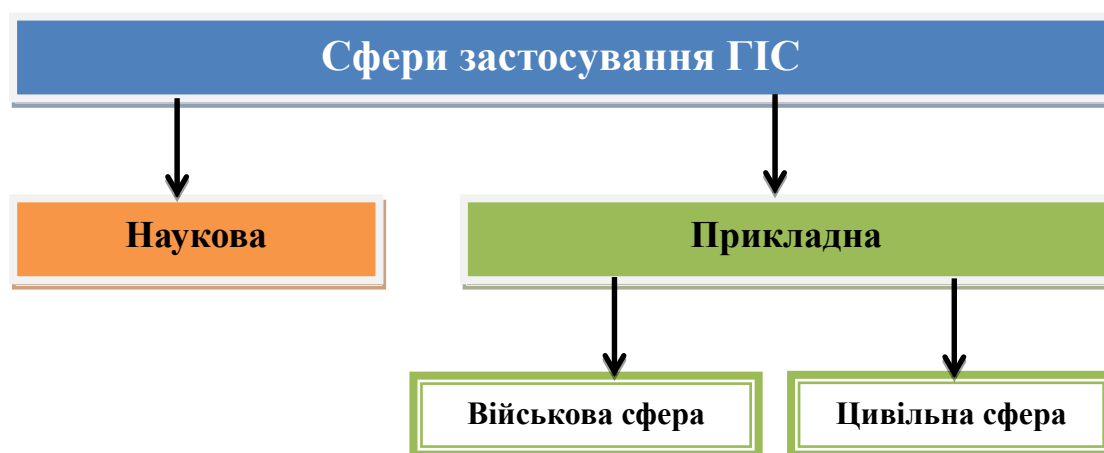 Сфери застосування ГІС
Наукова
Прикладна
Військова сфера
Цивільна сфера